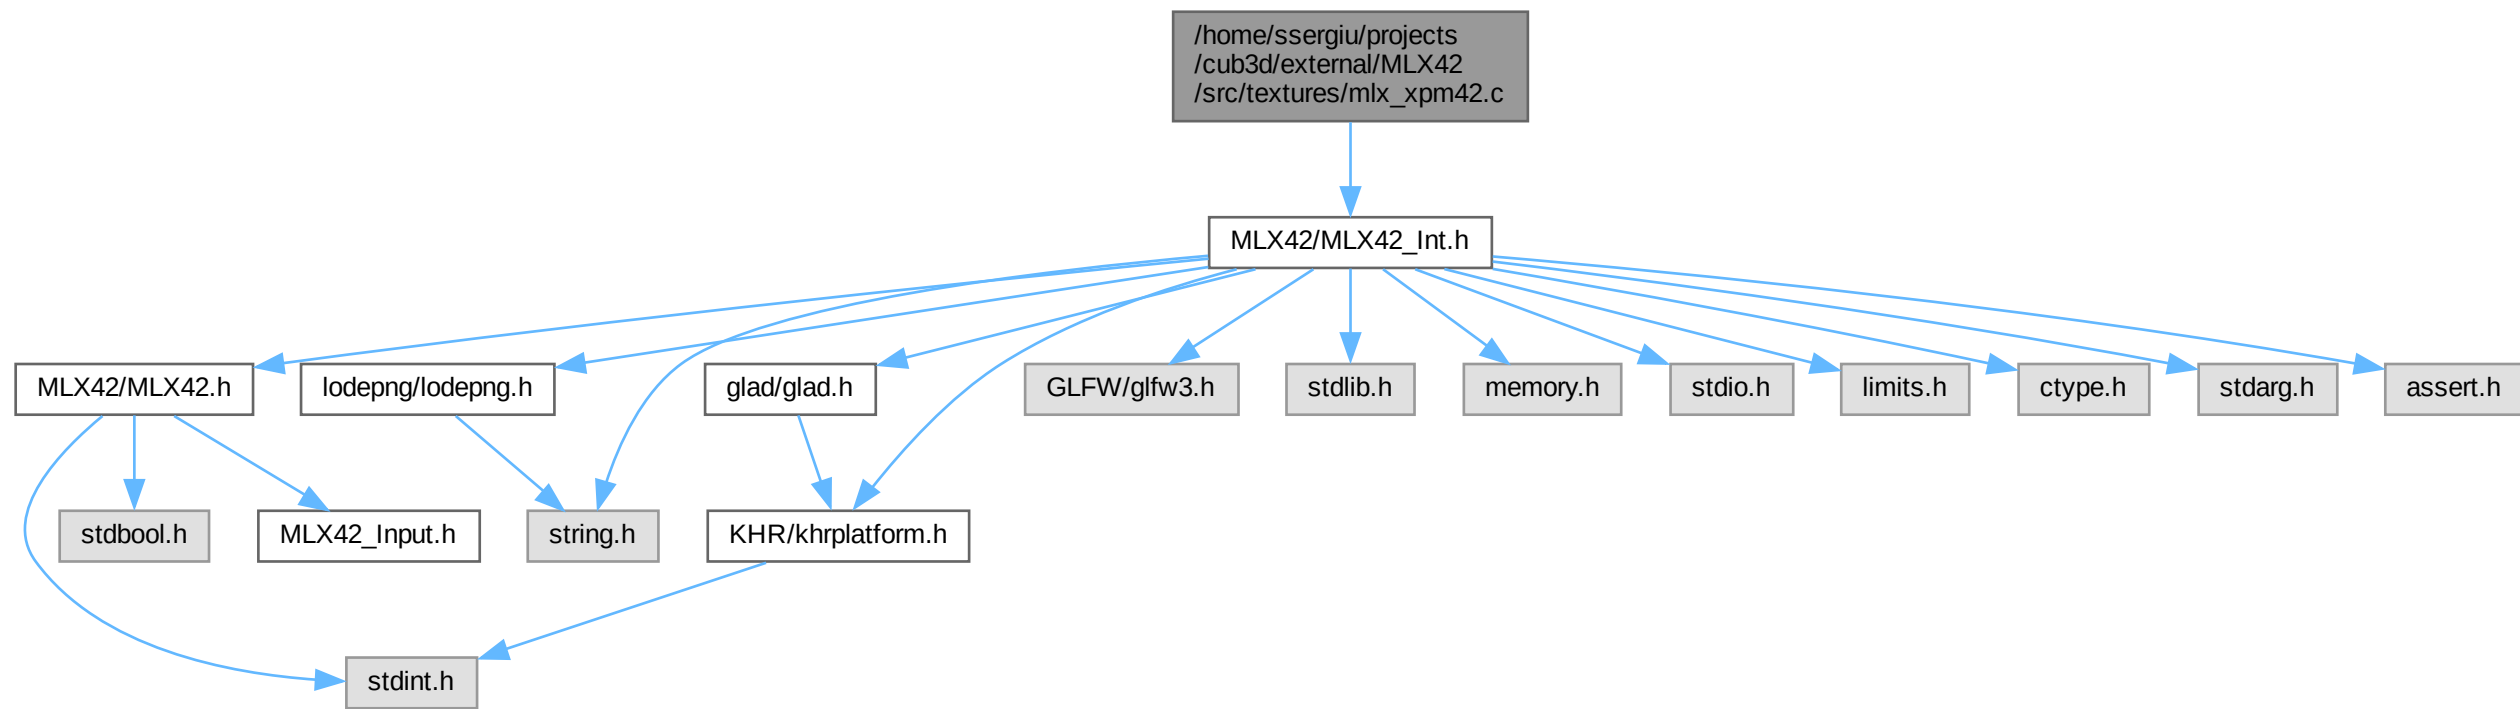 /home/ssergiu/projects
/cub3d/external/MLX42
/src/textures/mlx_xpm42.c
MLX42/MLX42_Int.h
MLX42/MLX42.h
lodepng/lodepng.h
glad/glad.h
GLFW/glfw3.h
stdlib.h
memory.h
stdio.h
limits.h
ctype.h
stdarg.h
assert.h
stdbool.h
MLX42_Input.h
string.h
KHR/khrplatform.h
stdint.h